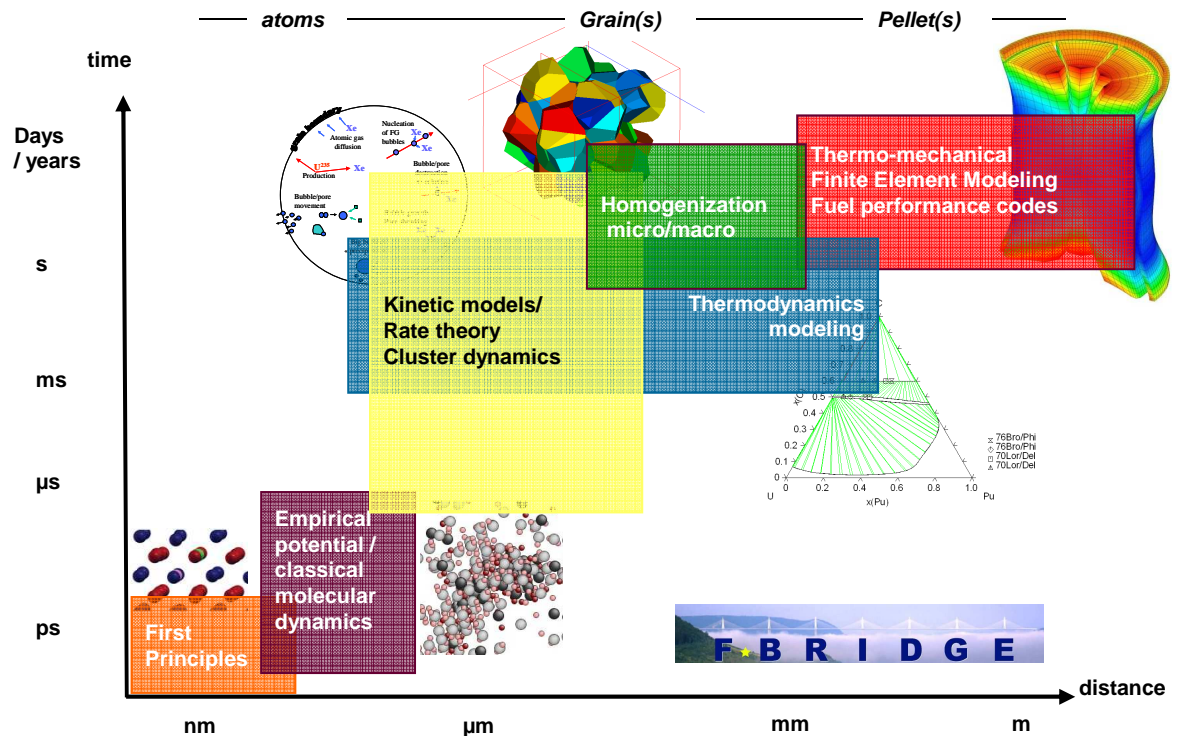 atoms
Grain(s)
Pellet(s)
time
Days
/ years
s
ms
µs
ps
Xe
Atomic gas
diffusion
U235
Xe
Production
Nucleation
of FG
bubbles
Xe
Xe
Bubble/pore
Bubble/pore
movement
Thermo-mechanical
Finite Element Modeling
Fuel performance codes
Homogenization
micro/macro
Kinetic models/
Rate theory
Cluster dynamics
Thermodynamics
modeling
C
0.5
0.4
0.3
0.2
0.1
0
0 0.2 0.4 0.6 0.8 1.0
U x(Pu) Pu
76Bro/Phi
76Bro/Phi
70Lor/Del
70Lor/Del
Empirical
potential /
classical
molecular
dynamics
First
Principles
F BRIDGE
distance
nm
µm
mm
m